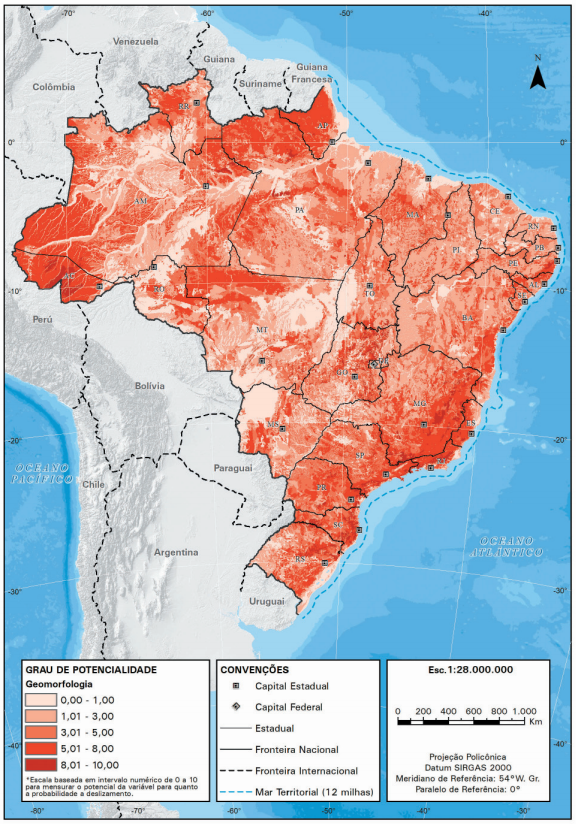 -70°
-60°
-50°
-40°
Venezuela
Guiana
Guiana
Francesa
Suriname
Colômbia
N
RR
AP
0°
0°
AM
PA
MA
CE
RN
PB
PI
PE
AC
AL
SE
-10°
-10°
RO
TO
BA
Perú
MT
GO
DF
Bolívia
MG
ES
MS
-20°
-20°
SP
RJ
OCEANO
PACÍFICO
Paraguai
Chile
PR
SC
Argentina
OCEANO
ATLÂNTICO
RS
-30°
-30°
Uruguai
GRAU DE POTENCIALIDADE
Geomorfologia
0,00 - 1,00
1,01 - 3,00
3,01 - 5,00
5,01 - 8,00
8,01 - 10,00
*Escala baseada em intervalo numérico de 0 a 10
para mensurar o potencial da variável para quanto
a probabilidade a deslizamento.
CONVENÇÕES
Capital Estadual
Capital Federal
Estadual
Fronteira Nacional
Fronteira Internacional
Mar Territorial (12 milhas)
Esc.1:28.000.000
0 200 400 600 800 1.000
Km
Projeção Policônica
Datum SIRGAS 2000
Meridiano de Referência: 54°W. Gr.
Paralelo de Referência: 0°
-40°
-40°
-80°
-70°
-60°
-50°
-40°
-30°